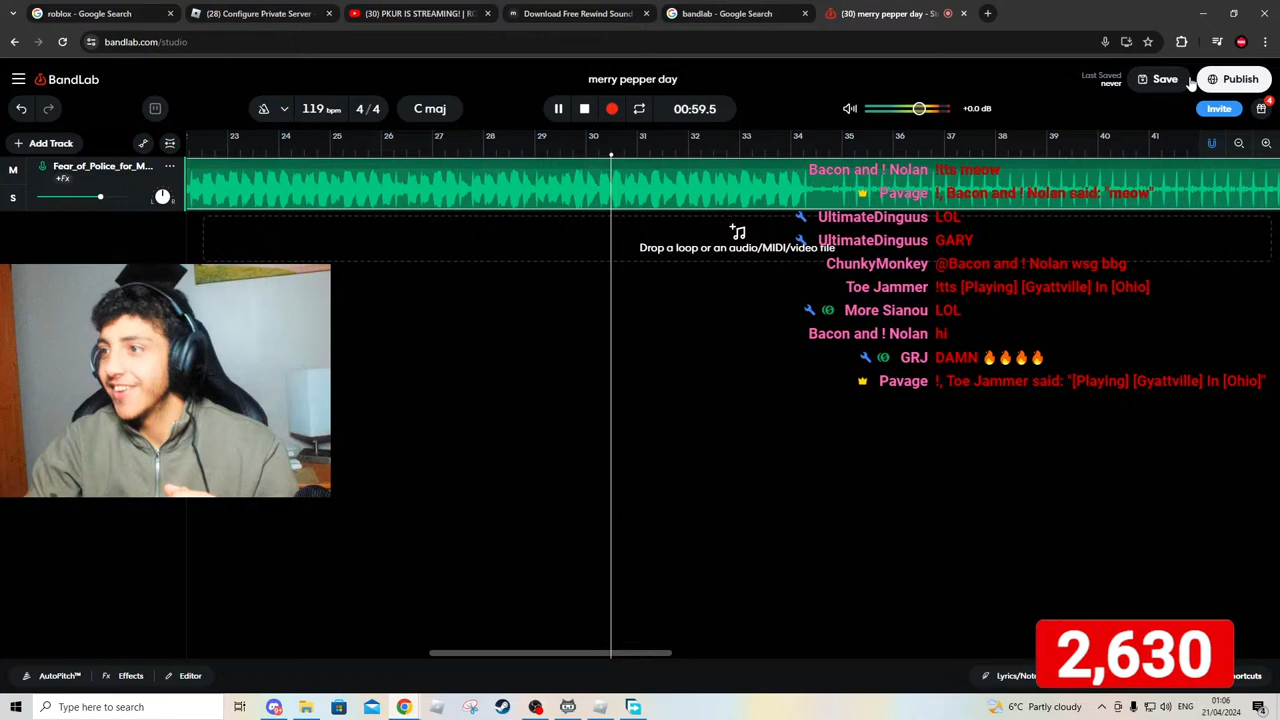 roblox - Google Search
(28) Configure Private Server -
(30) PKUR IS STREAMING! | RO
Download Free Rewind Sound
bandlab - Google Search
(30) merry pepper day - St
bandlab.com/studio
BandLab
merry pepper day
Last Saved
never
Save
Publish
119 bpm
4/4
C maj
00:59.5
+0.0 dB
Invite
4
Add Track
23 24 25 26 27 28 29 30 31 32 33 34 35 36 37 38 39 40 41
M
Fear_of_Police_for_M...
+Fx
S
L R
Bacon and ! Nolan !tts meow
Pavage !, Bacon and ! Nolan said: "meow"
UltimateDinguus LOL
UltimateDinguus GARY
Drop a loop or an audio/MIDI/video file
ChunkyMonkey @Bacon and ! Nolan wsg bbg
Toe Jammer !tts [Playing] [Gyattville] In [Ohio]
More Sianou LOL
Bacon and ! Nolan hi
GRJ DAMN 🔥🔥🔥🔥
Pavage !, Toe Jammer said: "[Playing] [Gyattville] In [Ohio]"
2,630
AutoPitch™
Effects
Editor
Lyrics/Not
ortcuts
Type here to search
6°C Partly cloudy
ENG
01:06
21/04/2024
4